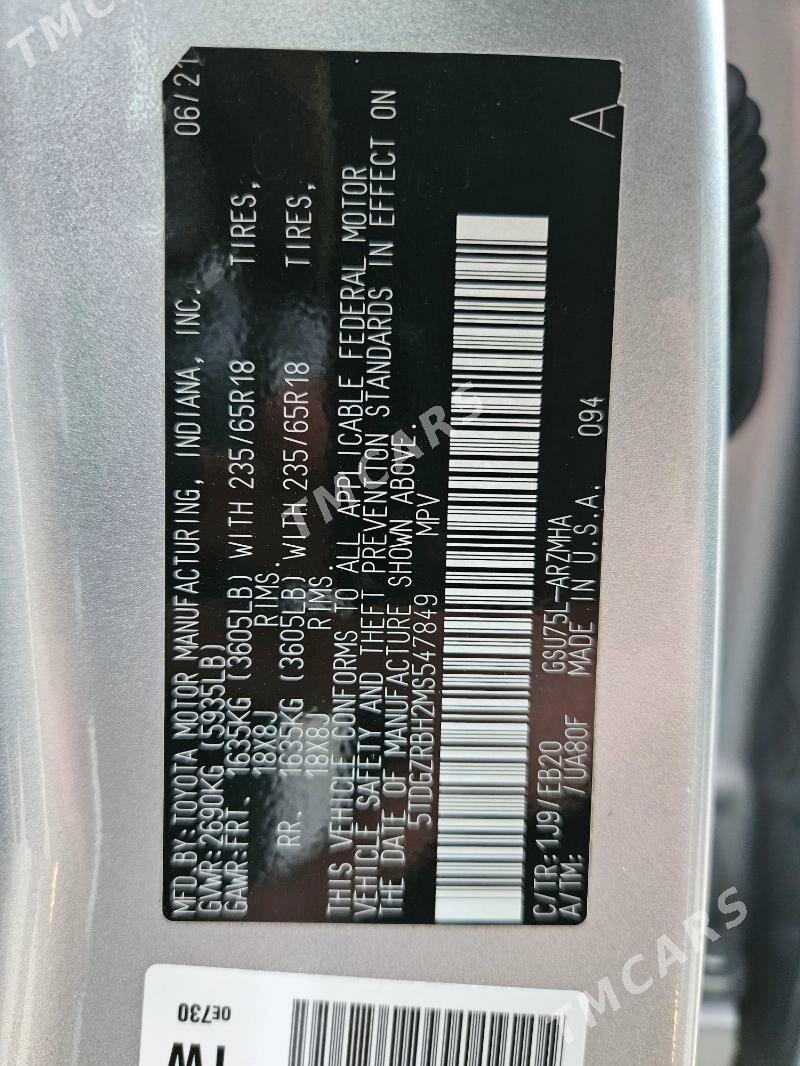 MFD.BY:TOYOTA MOTOR MANUFACTURING, INDIANA, INC. 06/21
GVWR:2690KG (5935LB)
GAWR:FRT. 1635KG (3605LB) WITH 235/65R18 TIRES,
18X8J RIMS.
RR. 1635KG (3605LB) WITH 235/65R18 TIRES,
18X8J RIMS.
THIS VEHICLE CONFORMS TO ALL APPLICABLE FEDERAL MOTOR
VEHICLE SAFETY AND THEFT PREVENTION STANDARDS IN EFFECT ON
THE DATE OF MANUFACTURE SHOWN ABOVE.
5TDGZRBH2MS547849 MPV
A
C/TR:1J9/EB20 GSU75L-ARZMHA 094
A/TM: 7UA80F MADE IN U.S.A.
0E730
TMCARS
TMCARS